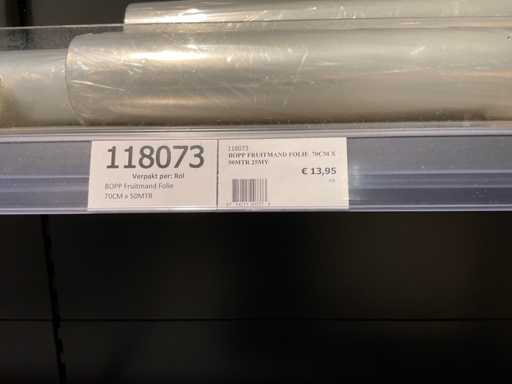 118073
Verpakt per: Rol
BOPP Fruitmand Folie
70CM x 50MTR
118073
BOPP FRUITMAND FOLIE 70CM X
50MTR 25MY
€ 13,95